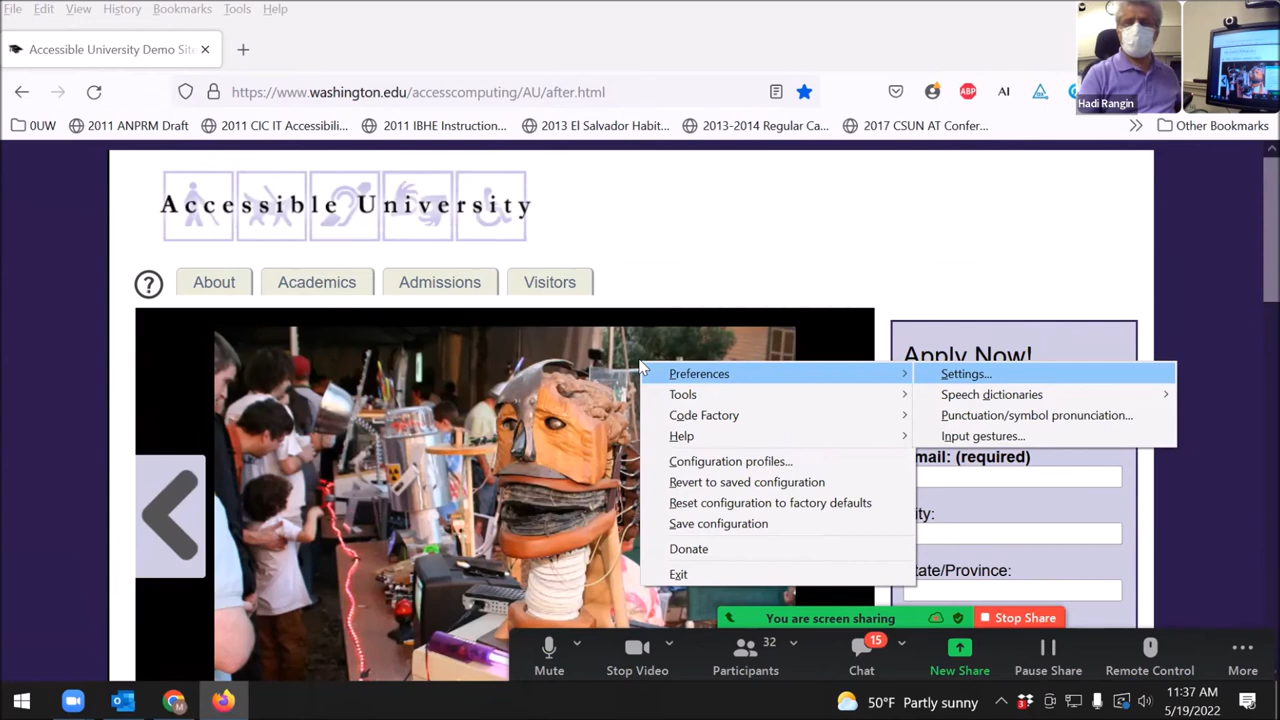 File Edit View History Bookmarks Tools Help
Accessible University Demo Sit
https://www.washington.edu/accesscomputing/AU/after.html
ABP AI
Hadi Rangin
0UW 2011 ANPRM Draft 2011 CIC IT Accessibili... 2011 IBHE Instruction... 2013 El Salvador Habit... 2013-2014 Regular Ca... 2017 CSUN AT Confer... Other Bookmarks
Accessible University
? About Academics Admissions Visitors
Apply Now!
Preferences
Tools
Code Factory
Help
Configuration profiles...
Revert to saved configuration
Reset configuration to factory defaults
Save configuration
Donate
Exit
Settings...
Speech dictionaries
Punctuation/symbol pronunciation...
Input gestures...
mail: (required)
ity:
tate/Province:
You are screen sharing Stop Share
32 15
Mute Stop Video Participants Chat New Share Pause Share Remote Control More
50°F Partly sunny 3 11:37 AM
5/19/2022